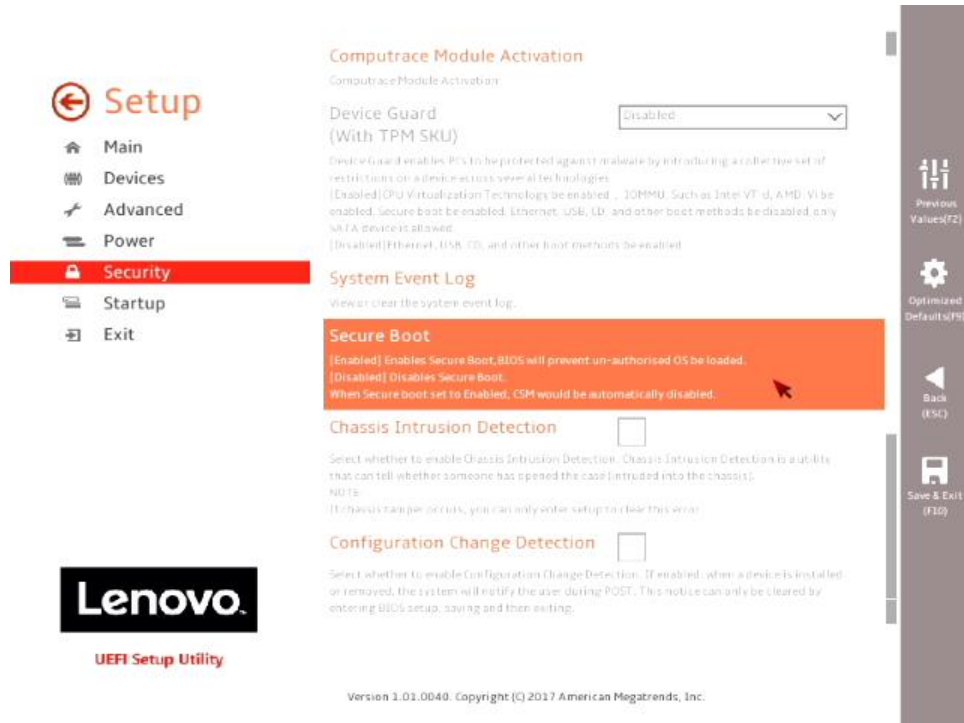 Setup
Main
Devices
Advanced
Power
Security
Startup
Exit
Lenovo.
UEFI Setup Utility
Computrace Module Activation
Computrace Module Activation
Device Guard
(With TPM SKU)
Disabled
Device Guard enables PC's to be protected against malware by introducing a collective set of
restrictions on a device across several technologies
[Enabled]CPU Virtualization Technology be enabled , IOMMU, Such as Intel VT-d, AMD-Vi be
enabled, Secure boot be enabled, Ethernet, USB, CD, and other boot methods be disabled, only
SATA device is allowed
[Disabled]Ethernet, USB, CD, and other boot methods be enabled
System Event Log
View or clear the system event log.
Secure Boot
[Enabled] Enables Secure Boot,BIOS will prevent un-authorised OS be loaded.
[Disabled] Disables Secure Boot.
When Secure boot set to Enabled, CSM would be automatically disabled.
Chassis Intrusion Detection
Select whether to enable Chassis Intrusion Detection. Chassis Intrusion Detection is a utility
that can tell whether someone has opened the case (intruded into the chassis).
NOTE
If chassis tamper occurs, you can only enter setup to clear this error
Configuration Change Detection
Select whether to enable Configuration Change Detection. If enabled, when a device is installed
or removed, the system will notify the user during POST. This notice can only be cleared by
entering BIOS setup, saving and then exiting.
Previous
Values(F2)
Optimized
Defaults(F9)
Back
(ESC)
Save & Exit
(F10)
Version 1.01.0040. Copyright (C) 2017 American Megatrends, Inc.